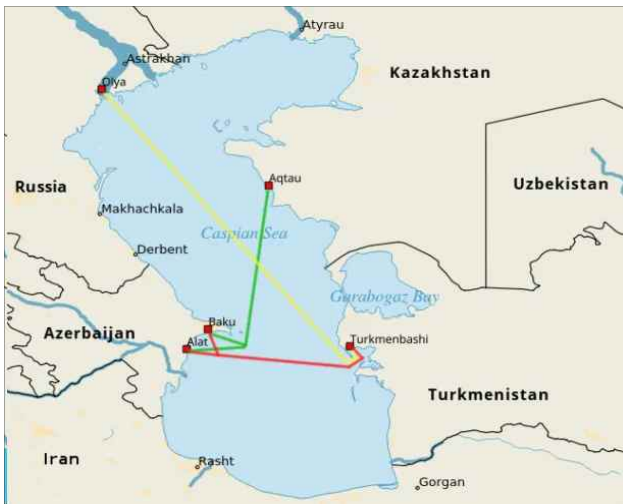 Atyrau
Astrakhan
Kazakhstan
Olya
Aqtau
Uzbekistan
Russia
Makhachkala
Caspian Sea
Derbent
Garabogaz Bay
Baku
Azerbaijan
Alat
Turkmenbashi
Turkmenistan
Iran
Rasht
Gorgan